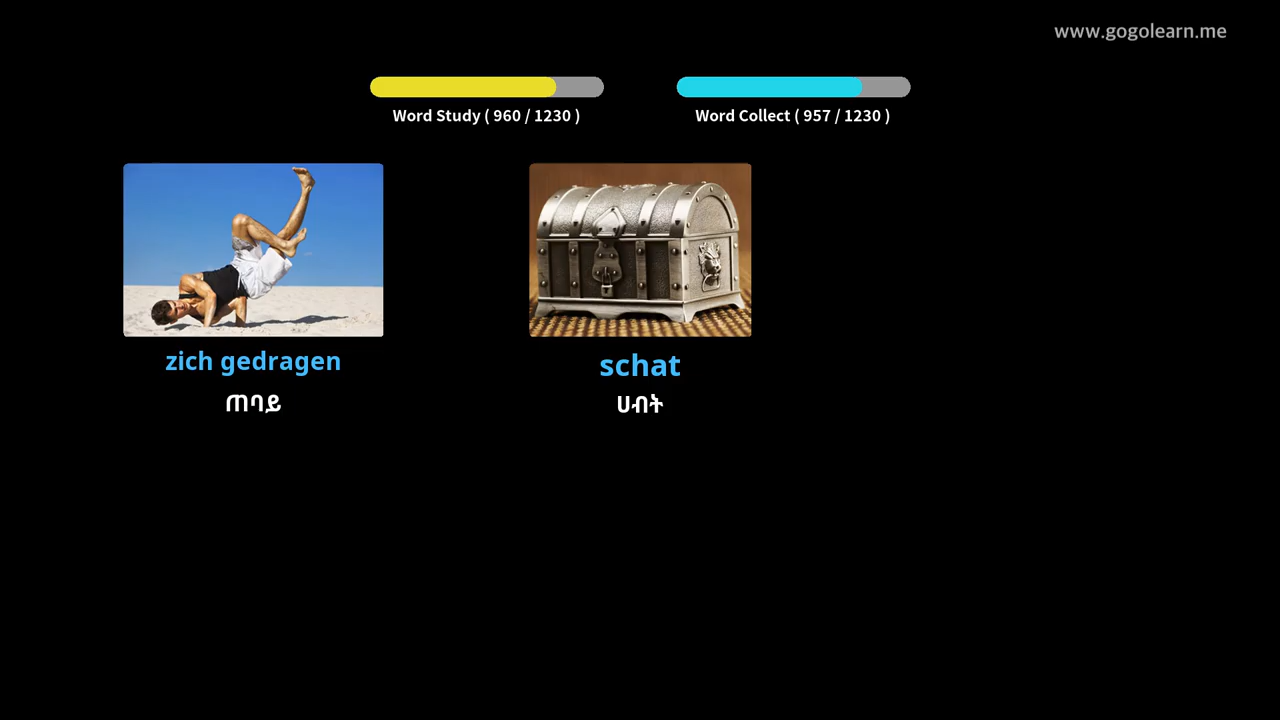 www.gogolearn.me
Word Study ( 960 / 1230 )
Word Collect ( 957 / 1230 )
zich gedragen
ጠባይ
schat
ሀብት